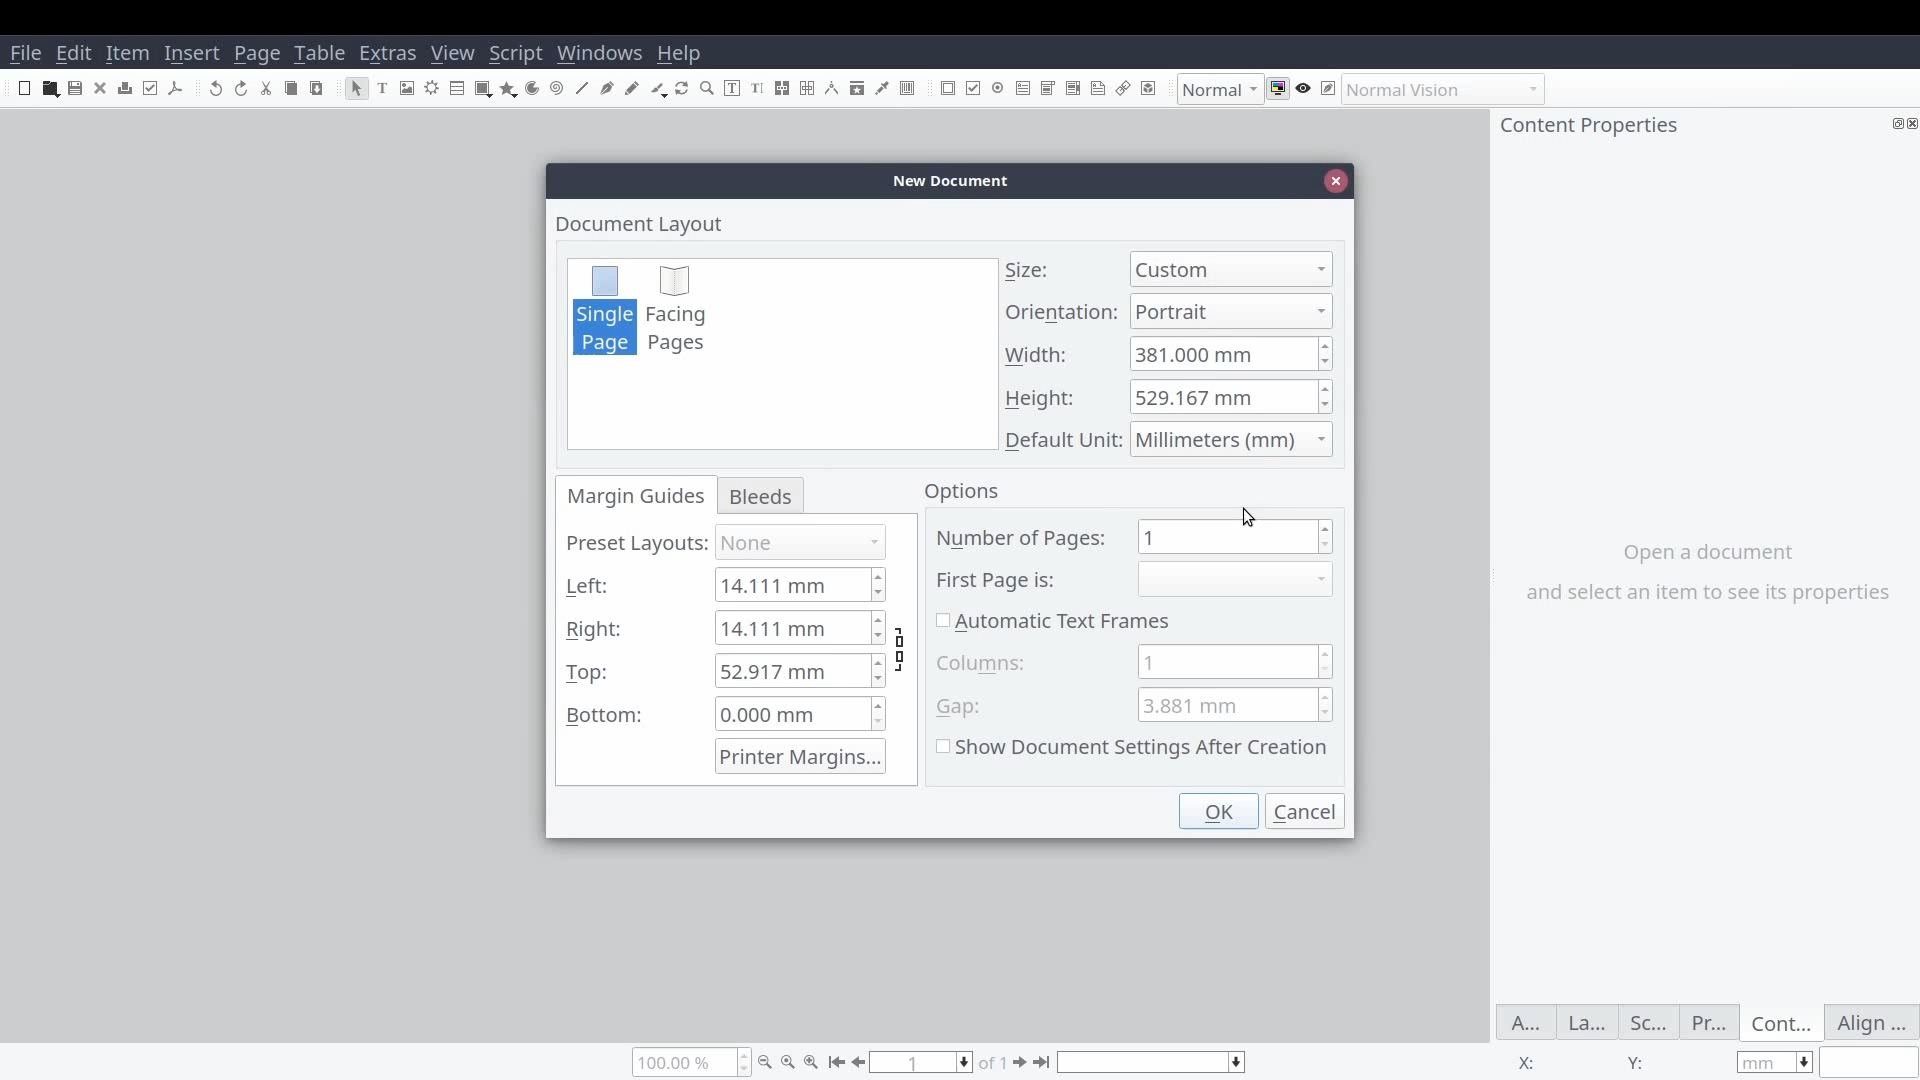 File Edit Item Insert Page Table Extras View Script Windows Help
Normal Normal Vision
Content Properties
New Document
Document Layout
Single Page
Facing Pages
Size: Custom
Orientation: Portrait
Width: 381.000 mm
Height: 529.167 mm
Default Unit: Millimeters (mm)
Margin Guides Bleeds
Preset Layouts: None
Left: 14.111 mm
Right: 14.111 mm
Top: 52.917 mm
Bottom: 0.000 mm
Printer Margins...
Options
Number of Pages: 1
First Page is:
Automatic Text Frames
Columns: 1
Gap: 3.881 mm
Show Document Settings After Creation
OK Cancel
Open a document
and select an item to see its properties
A... La... Sc... Pr... Cont... Align ...
100.00 % 1 of 1 X: Y: mm